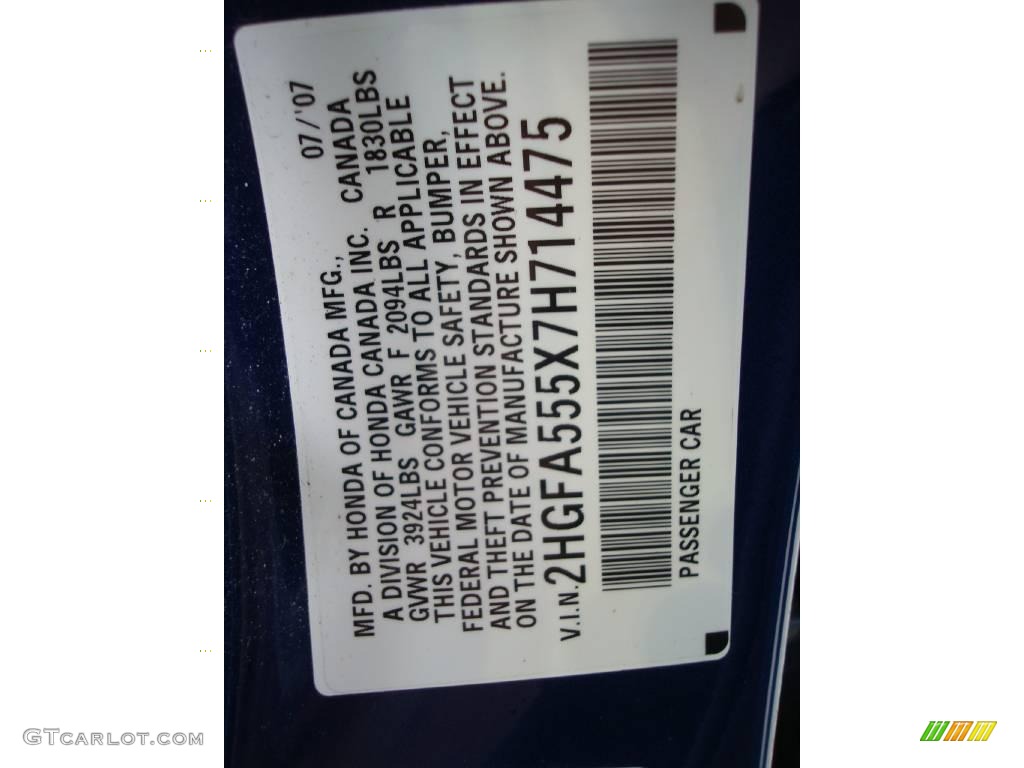 07/'07
MFD. BY HONDA OF CANADA MFG.,
A DIVISION OF HONDA CANADA INC. CANADA
GVWR 3924LBS GAWR F 2094LBS R 1830LBS
THIS VEHICLE CONFORMS TO ALL APPLICABLE
FEDERAL MOTOR VEHICLE SAFETY, BUMPER,
AND THEFT PREVENTION STANDARDS IN EFFECT
ON THE DATE OF MANUFACTURE SHOWN ABOVE.
V.I.N. 2HGFA555X7H714475
PASSENGER CAR
GTCARLOT.COM